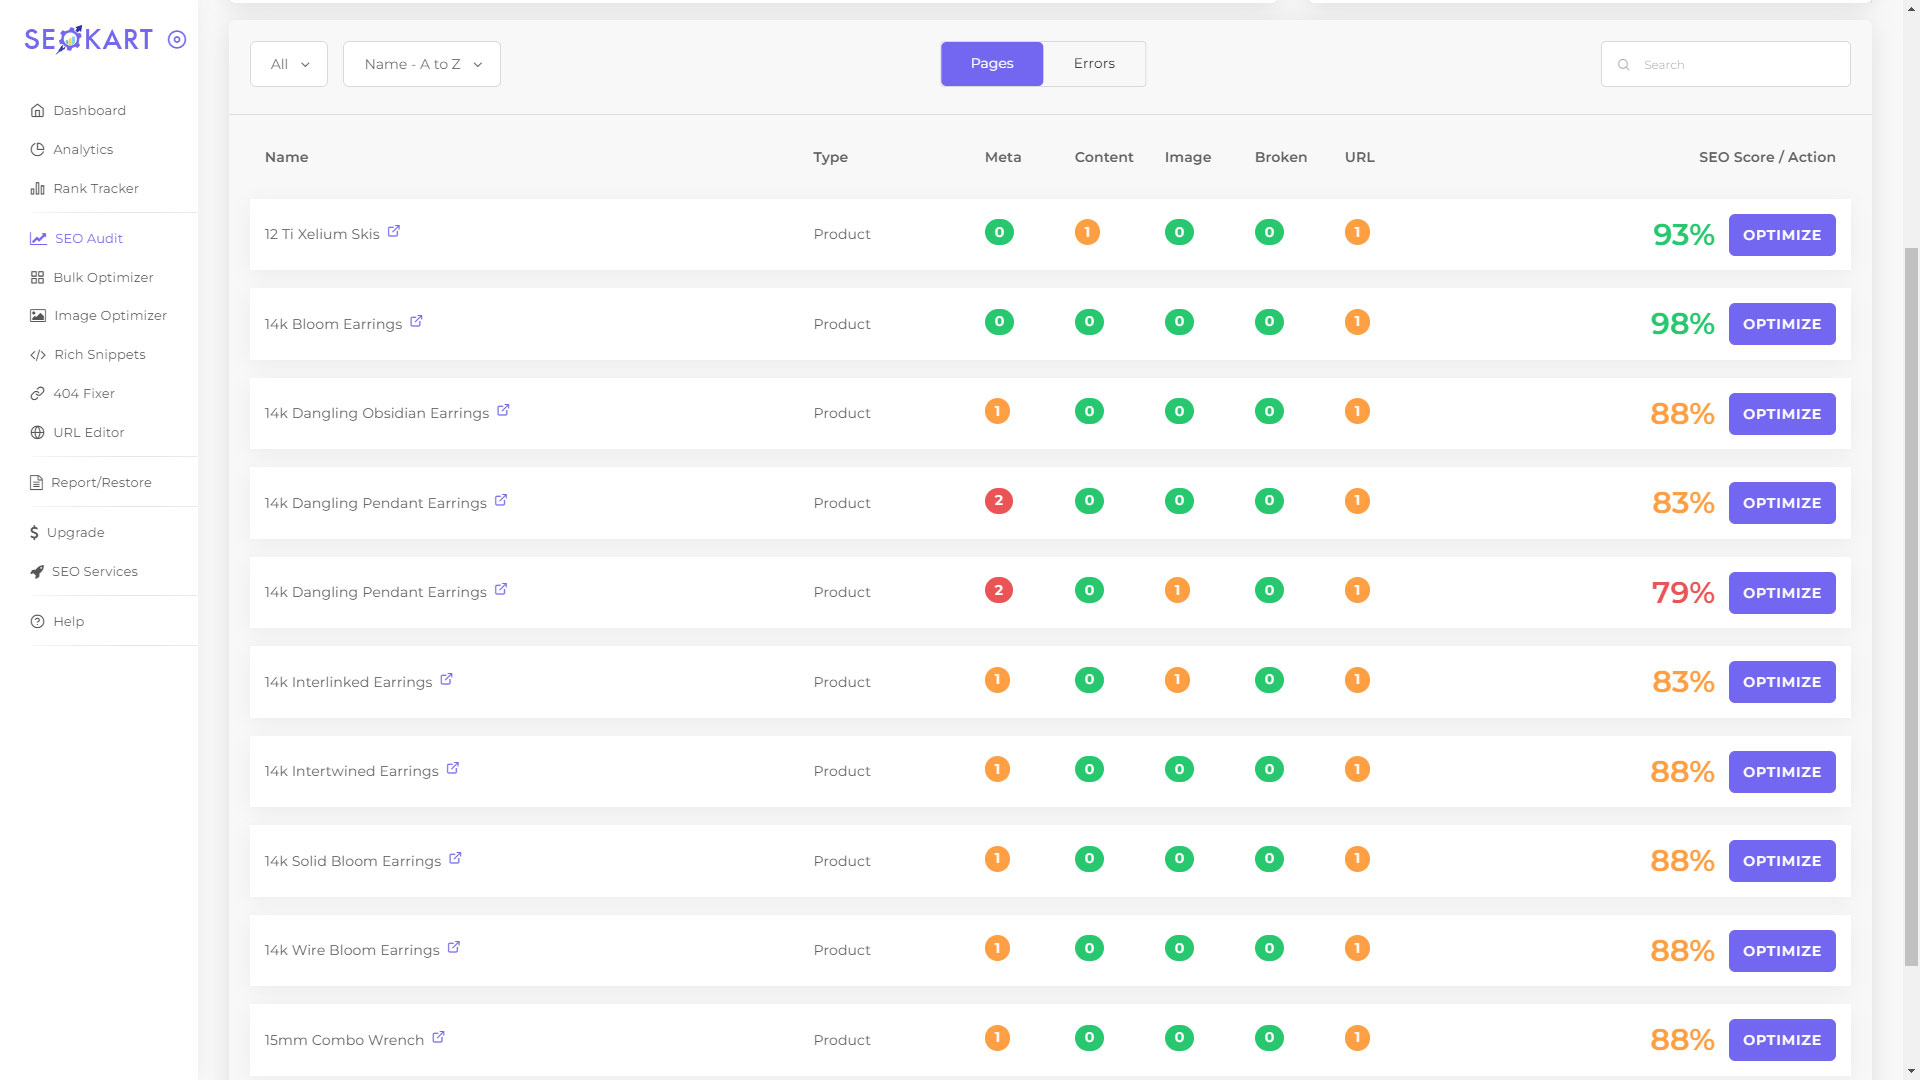 SEOKART
Dashboard
Analytics
Rank Tracker
SEO Audit
Bulk Optimizer
Image Optimizer
Rich Snippets
404 Fixer
URL Editor
Report/Restore
Upgrade
SEO Services
Help
All
Name - A to Z
Pages
Errors
Search
Name Type Meta Content Image Broken URL SEO Score / Action
12 Ti Xelium Skis Product 0 1 0 0 1 93% OPTIMIZE
14k Bloom Earrings Product 0 0 0 0 1 98% OPTIMIZE
14k Dangling Obsidian Earrings Product 1 0 0 0 1 88% OPTIMIZE
14k Dangling Pendant Earrings Product 2 0 0 0 1 83% OPTIMIZE
14k Dangling Pendant Earrings Product 2 0 1 0 1 79% OPTIMIZE
14k Interlinked Earrings Product 1 0 1 0 1 83% OPTIMIZE
14k Intertwined Earrings Product 1 0 0 0 1 88% OPTIMIZE
14k Solid Bloom Earrings Product 1 0 0 0 1 88% OPTIMIZE
14k Wire Bloom Earrings Product 1 0 0 0 1 88% OPTIMIZE
15mm Combo Wrench Product 1 0 0 0 1 88% OPTIMIZE